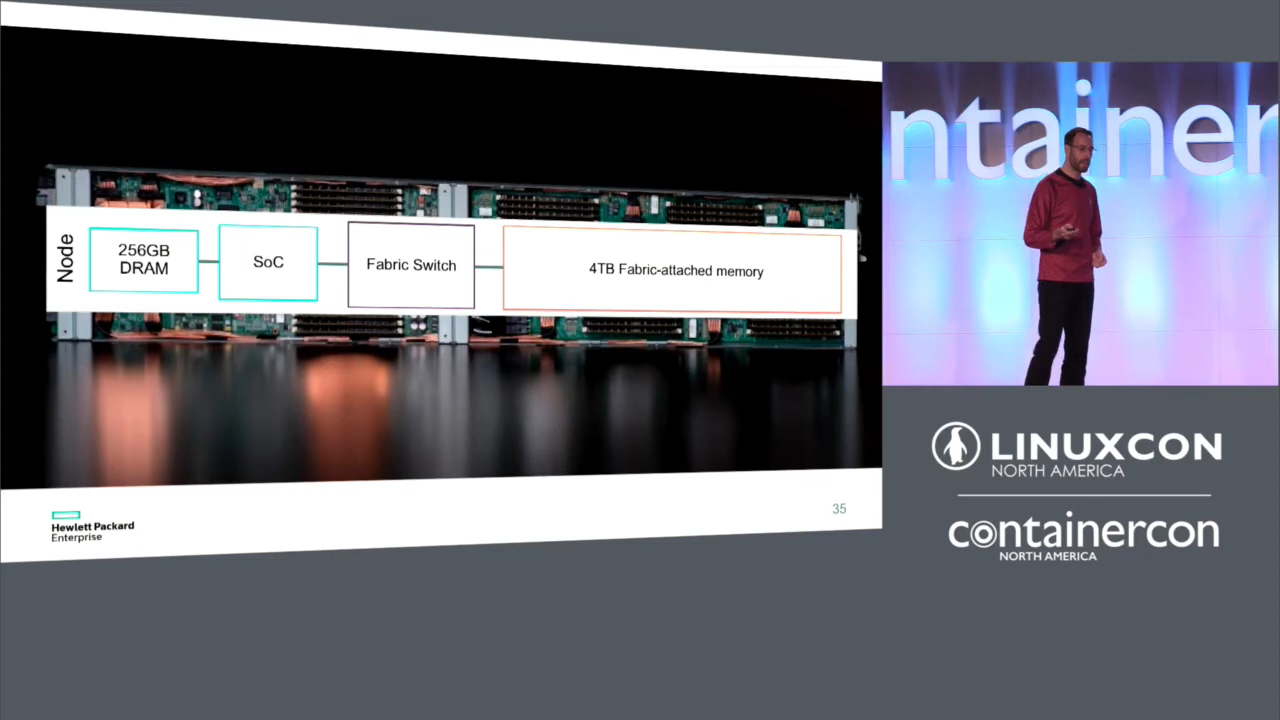 Node
256GB
DRAM
SoC
Fabric Switch
4TB Fabric-attached memory
Hewlett Packard
Enterprise
35
ntainer
LINUXCON
NORTH AMERICA
containercon
NORTH AMERICA